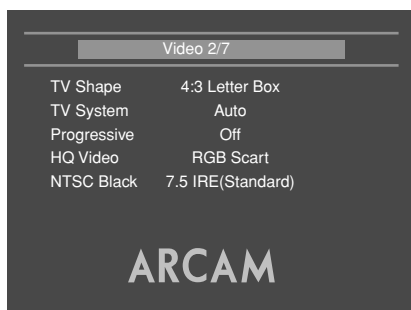 Video 2/7
TV Shape 4:3 Letter Box
TV System Auto
Progressive Off
HQ Video RGB Scart
NTSC Black 7.5 IRE(Standard)
ARCAM